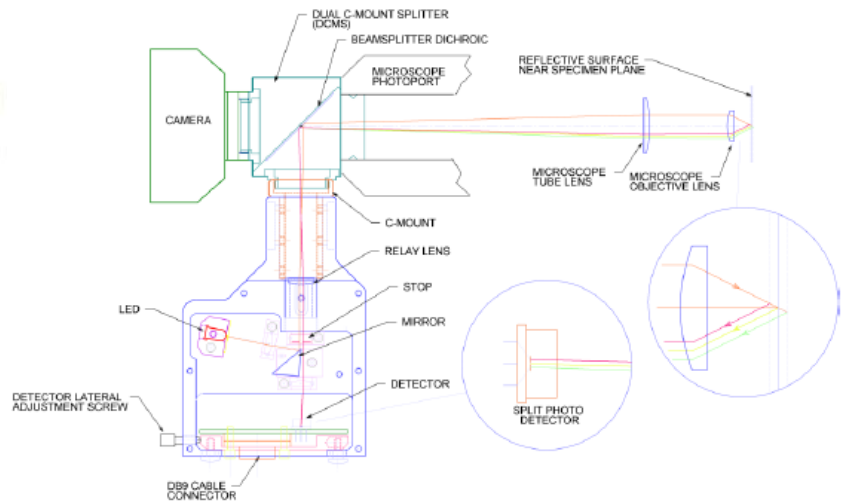 DUAL C-MOUNT SPLITTER
(DCMS)
BEAMSPLITTER DICHROIC
MICROSCOPE
PHOTOPORT
REFLECTIVE SURFACE
NEAR SPECIMEN PLANE
CAMERA
MICROSCOPE
TUBE LENS
MICROSCOPE
OBJECTIVE LENS
C-MOUNT
RELAY LENS
STOP
LED
MIRROR
DETECTOR
DETECTOR LATERAL
ADJUSTMENT SCREW
SPLIT PHOTO
DETECTOR
DB9 CABLE
CONNECTOR